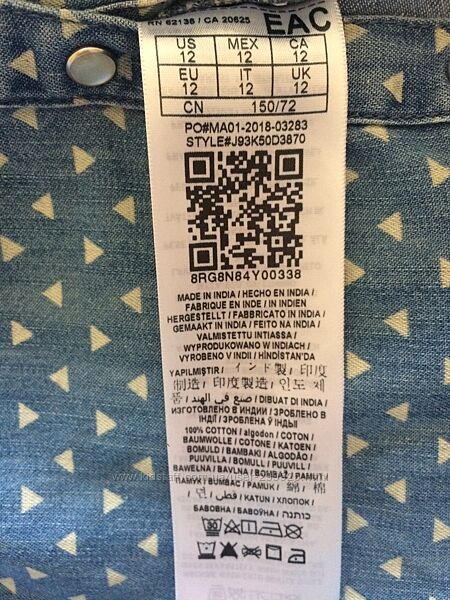 RN 62136 / CA 20625
EAC
US MEX CA
12 12 12
EU IT UK
12 12 12
CN 150/72
PO#MA01-2018-03283
STYLE#J93K50D3870
8RG8N84Y00338
MADE IN INDIA / HECHO EN INDIA /
FABRIQUE EN INDE / IN INDIEN
HERGESTELLT / FABBRICATO IN INDIA /
GEMAAKT IN INDIA / FEITO NA INDIA /
VALMISTETTU INTIASSA /
WYPRODUKOWANO W INDIACH /
VYROBENO V INDII / HİNDİSTAN'DA
YAPILMIŞTIR / インド製 / 印度
制造 / 印度製造 / 인도 제
품 / صنع في الهند / DIBUAT DI INDIA /
ИЗГОТОВЛЕНО В ИНДИИ / ЗРОБЛЕНО В
ІНДІЇ / ЗРОБЛЕНА Ў ІНДЫІ
100% COTTON / algodon / COTON /
BAUMWOLLE / COTONE / KATOEN /
BOMULD / BAMBAKI / ALGODÃO /
PUUVILLA / BOMULL / PUUVILL /
BAWEŁNA / BAVLNA / BOMBAŽ / PAMUT /
ПАМУК / BUMBAC / PAMUK / 綿 / 棉
/ 면 / قطن / KATUN / ХЛОПОК /
БАВОВНА / БАВОЎНА / כותנה